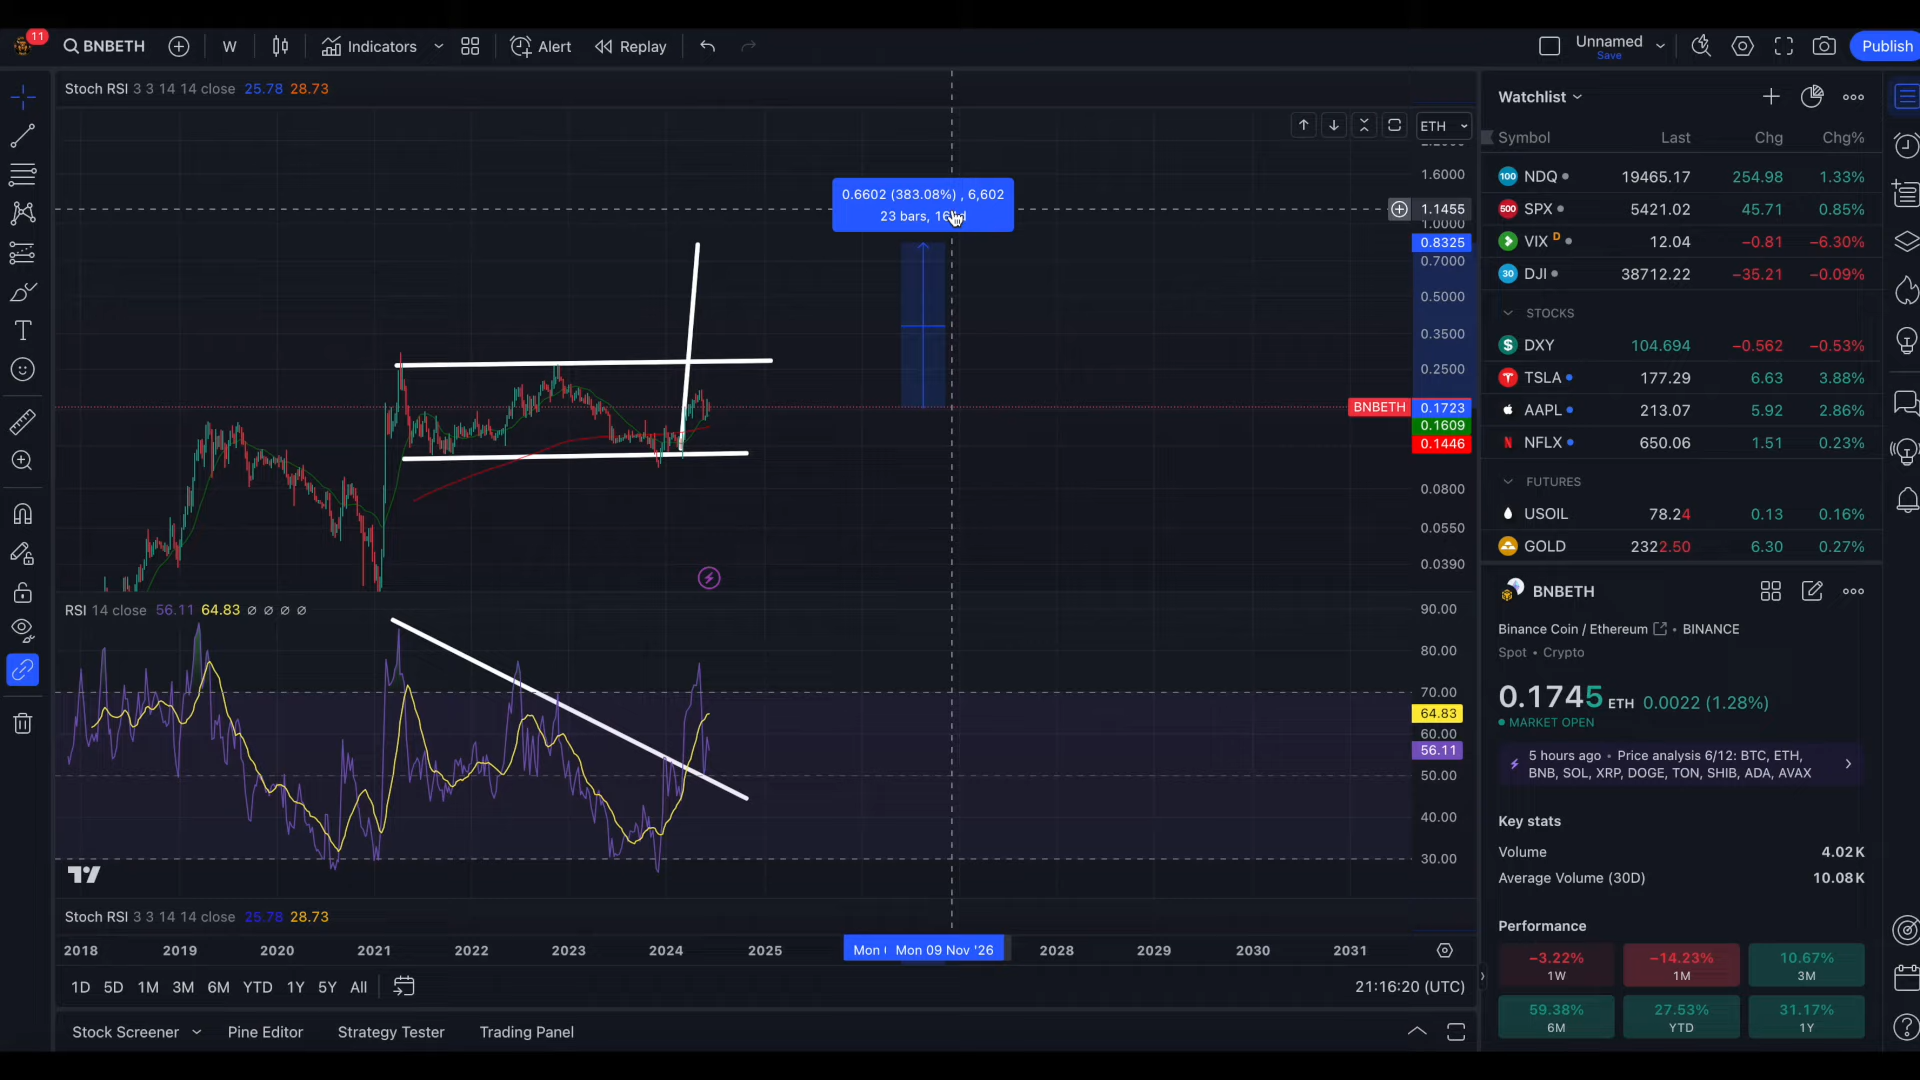 11
BNBETH
W
Indicators
Alert
Replay
Unnamed
Save
Publish
Stoch RSI 3 3 14 14 close 25.78 28.73
ETH
1.6000
1.1455
1.0000
0.8325
0.7000
0.5000
0.3500
0.2500
BNBETH 0.1723
0.1609
0.1446
0.0800
0.0550
0.0390
0.6602 (383.08%) , 6,602
23 bars,
RSI 14 close 56.11 64.83 ∅ ∅ ∅ ∅
90.00
80.00
70.00
64.83
60.00
56.11
50.00
40.00
30.00
Stoch RSI 3 3 14 14 close 25.78 28.73
2018 2019 2020 2021 2022 2023 2024 2025 Mon Mon 09 Nov '26 2028 2029 2030 2031
1D 5D 1M 3M 6M YTD 1Y 5Y All
21:16:20 (UTC)
Stock Screener Pine Editor Strategy Tester Trading Panel
Watchlist
Symbol Last Chg Chg%
100 NDQ 19465.17 254.98 1.33%
500 SPX 5421.02 45.71 0.85%
VIX D 12.04 −0.81 −6.30%
30 DJI 38712.22 −35.21 −0.09%
STOCKS
DXY 104.694 −0.562 −0.53%
TSLA 177.29 6.63 3.88%
AAPL 213.07 5.92 2.86%
NFLX 650.06 1.51 0.23%
FUTURES
USOIL 78.24 0.13 0.16%
GOLD 2322.50 6.30 0.27%
BNBETH
Binance Coin / Ethereum • BINANCE
Spot • Crypto
0.1745 ETH 0.0022 (1.28%)
MARKET OPEN
5 hours ago • Price analysis 6/12: BTC, ETH,
BNB, SOL, XRP, DOGE, TON, SHIB, ADA, AVAX
Key stats
Volume 4.02K
Average Volume (30D) 10.08K
Performance
−3.22% −14.23% 10.67%
1W 1M 3M
59.38% 27.53% 31.17%
6M YTD 1Y